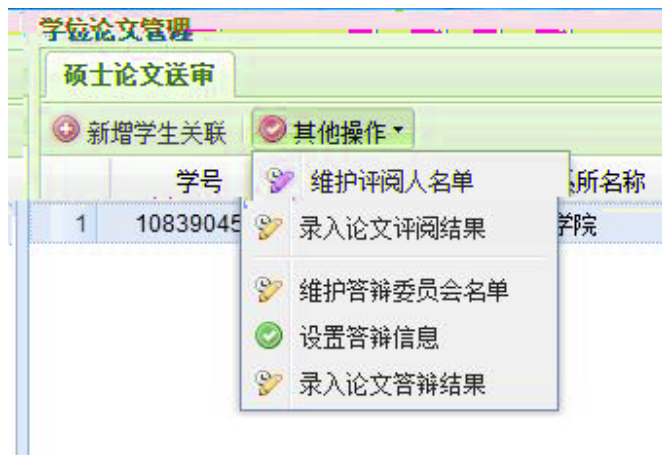 学位论文管理
硕士论文送审
新增学生关联 其他操作
学号 所名称
1 10839045 学院
维护评阅人名单
录入论文评阅结果
维护答辩委员会名单
设置答辩信息
录入论文答辩结果